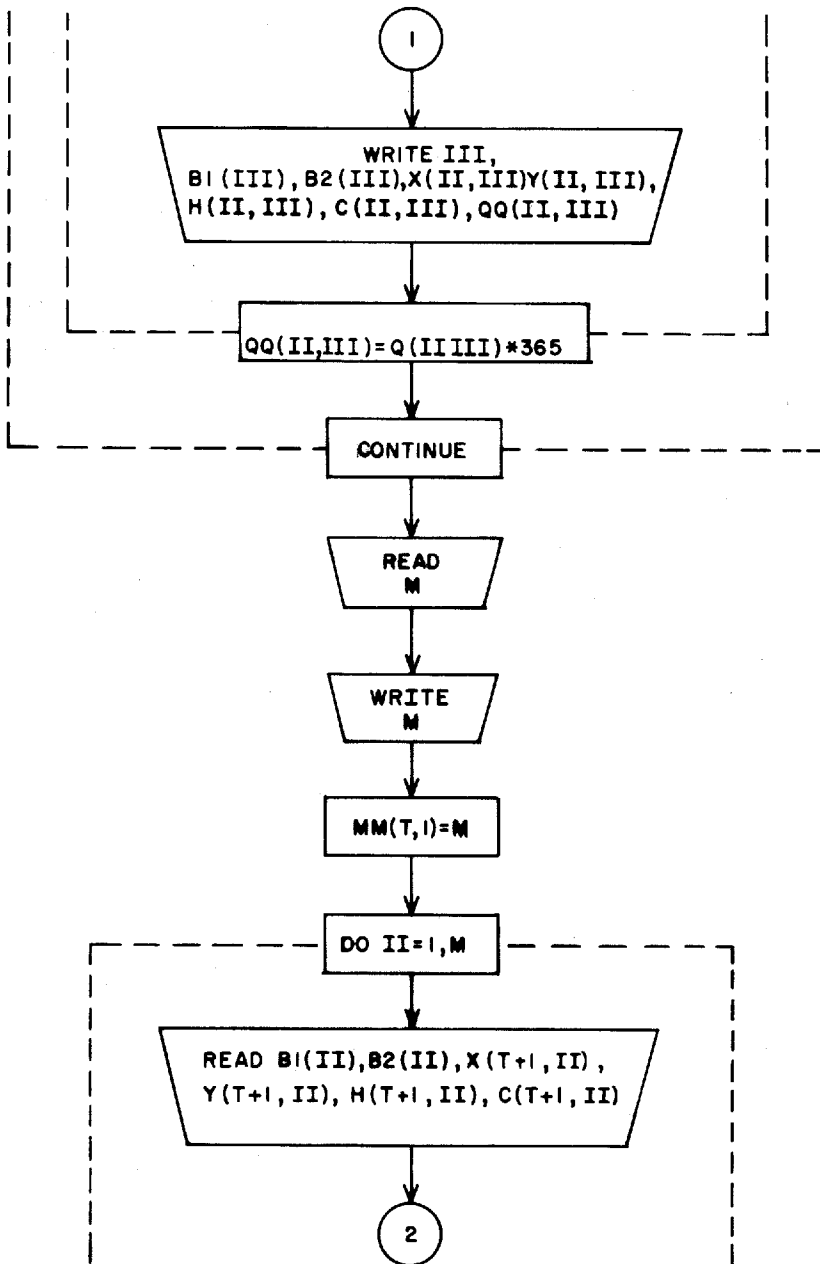 1
WRITE III,
B1(III), B2(III),X(II,III)Y(II,III),
H(II,III), C(II,III),QQ(II,III)
QQ(II,III)=Q(IIIII)*365
CONTINUE
READ
M
WRITE
M
MM(T,1)=M
DO II=1,M
READ B1(II),B2(II),X(T+1,II),
Y(T+1,II), H(T+1,II), C(T+1,II)
2